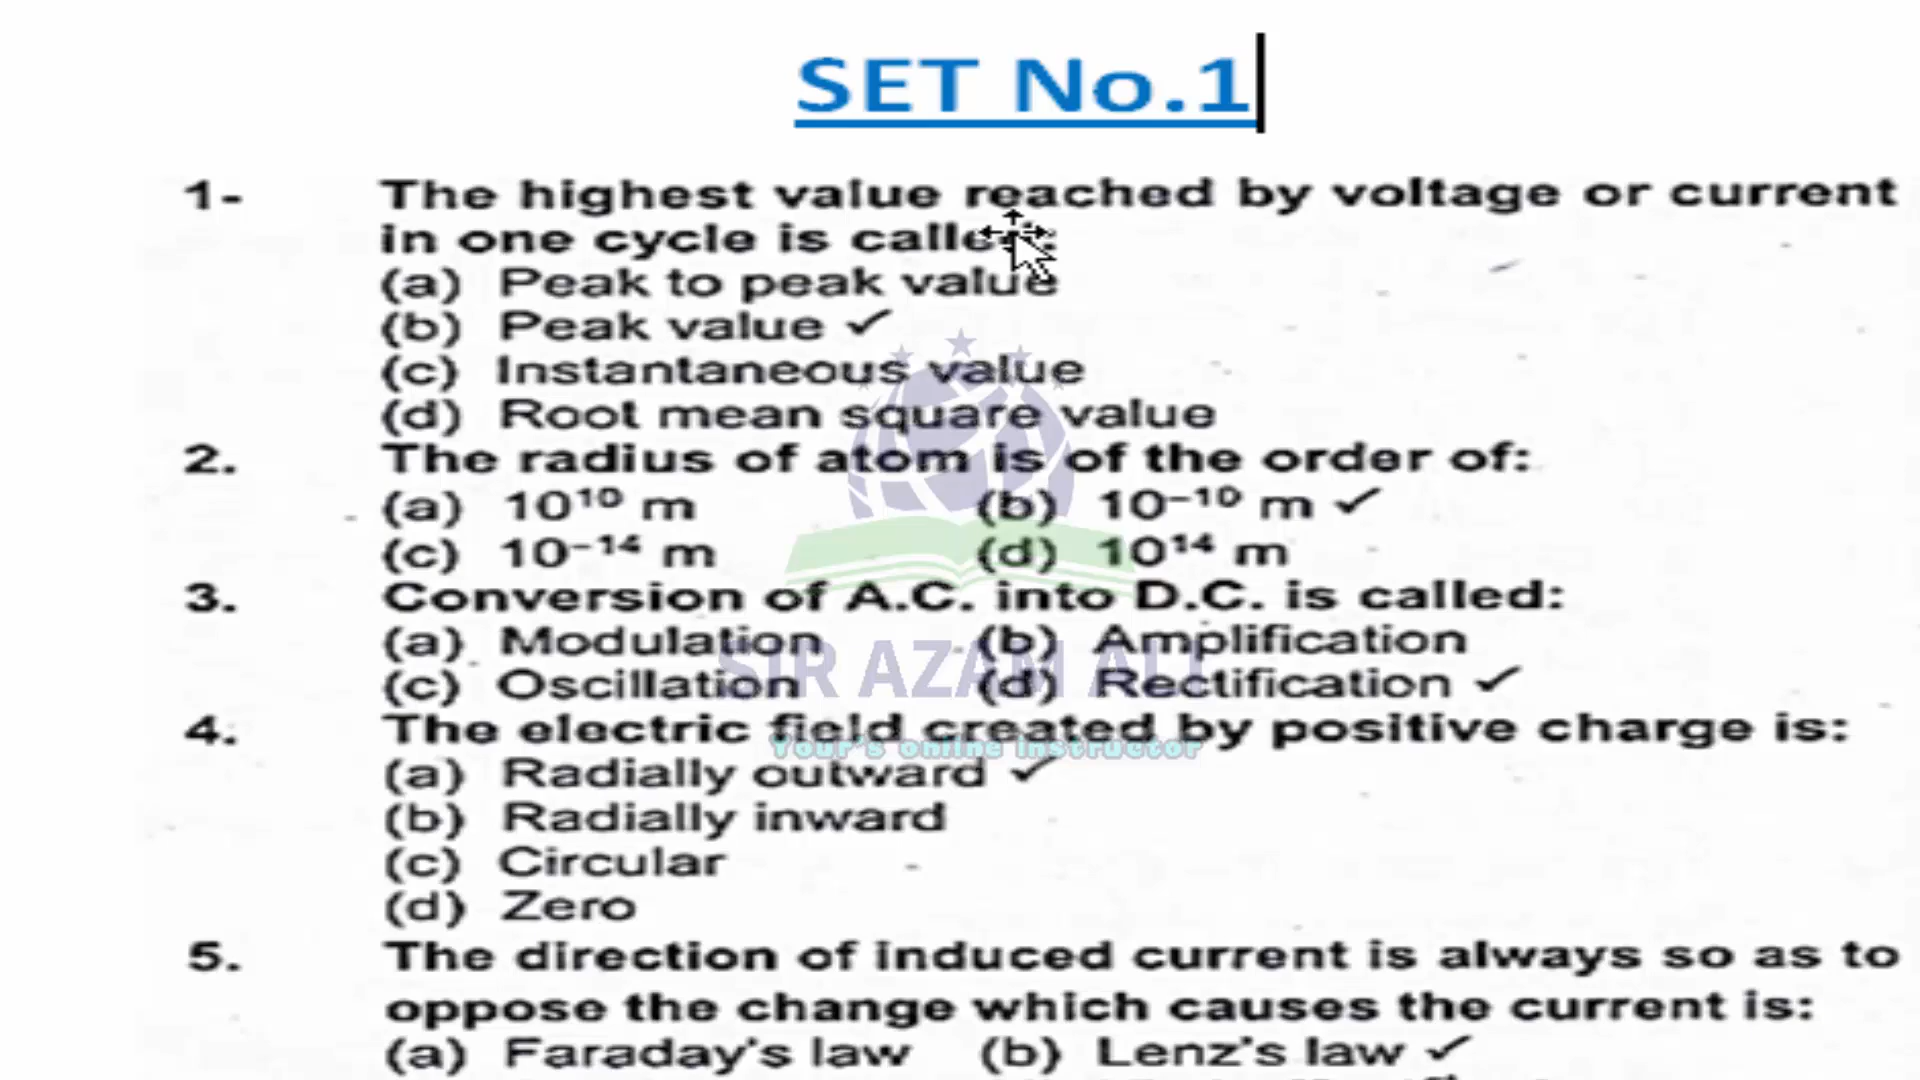 SET No.1
1- The highest value reached by voltage or current
in one cycle is called:
(a) Peak to peak value
(b) Peak value ✓
(c) Instantaneous value
(d) Root mean square value
2. The radius of atom is of the order of:
(a) 10¹⁰ m (b) 10⁻¹⁰ m ✓
(c) 10⁻¹⁴ m (d) 10¹⁴ m
3. Conversion of A.C. into D.C. is called:
(a) Modulation (b) Amplification
(c) Oscillation (d) Rectification ✓
SIR AZAM ALI
4. The electric field created by positive charge is:
Your's online instructor
(a) Radially outward ✓
(b) Radially inward
(c) Circular
(d) Zero
5. The direction of induced current is always so as to
oppose the change which causes the current is:
(a) Faraday's law (b) Lenz's law ✓